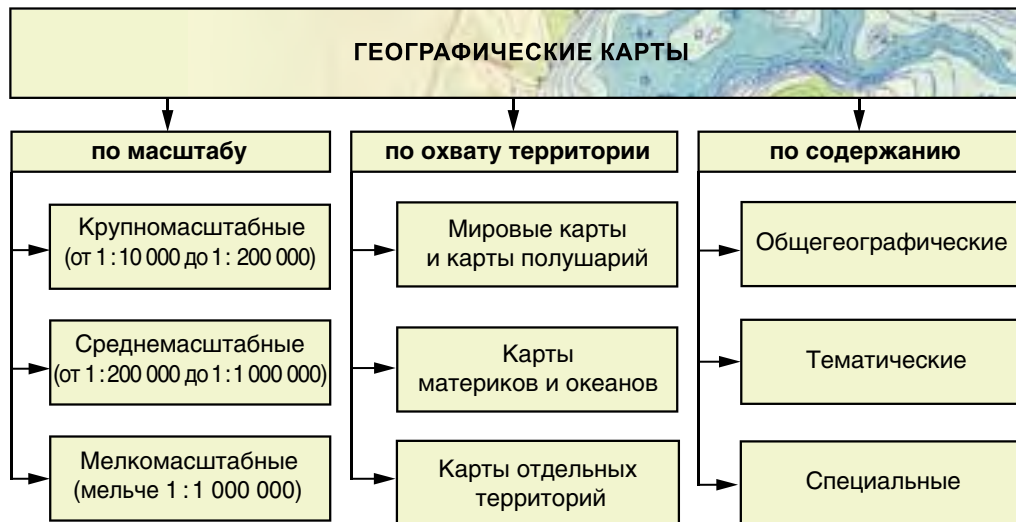 ГЕОГРАФИЧЕСКИЕ КАРТЫ
по масштабу
Крупномасштабные
(от 1:10 000 до 1: 200 000)
Среднемасштабные
(от 1:200 000 до 1:1 000 000)
Мелкомасштабные
(мельче 1:1 000 000)
по охвату территории
Мировые карты
и карты полушарий
Карты
материков и океанов
Карты отдельных
территорий
по содержанию
Общегеографические
Тематические
Специальные